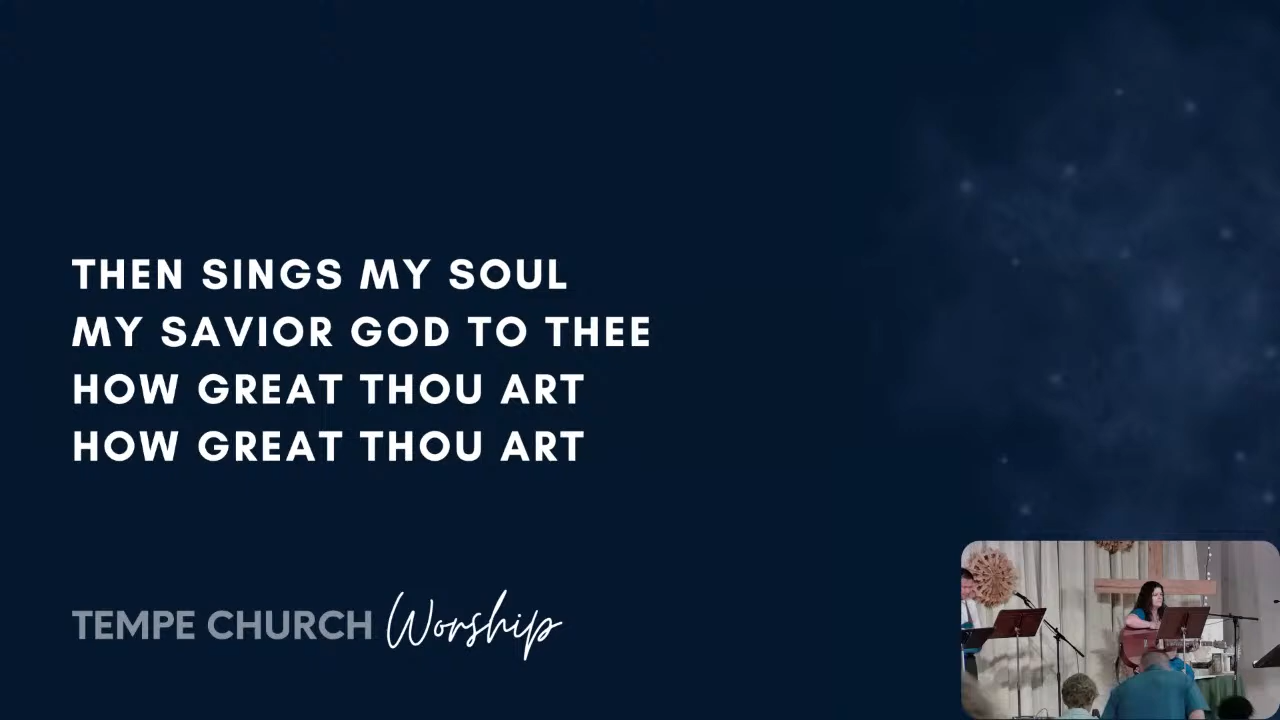 THEN SINGS MY SOUL
MY SAVIOR GOD TO THEE
HOW GREAT THOU ART
HOW GREAT THOU ART
TEMPE CHURCH Worship